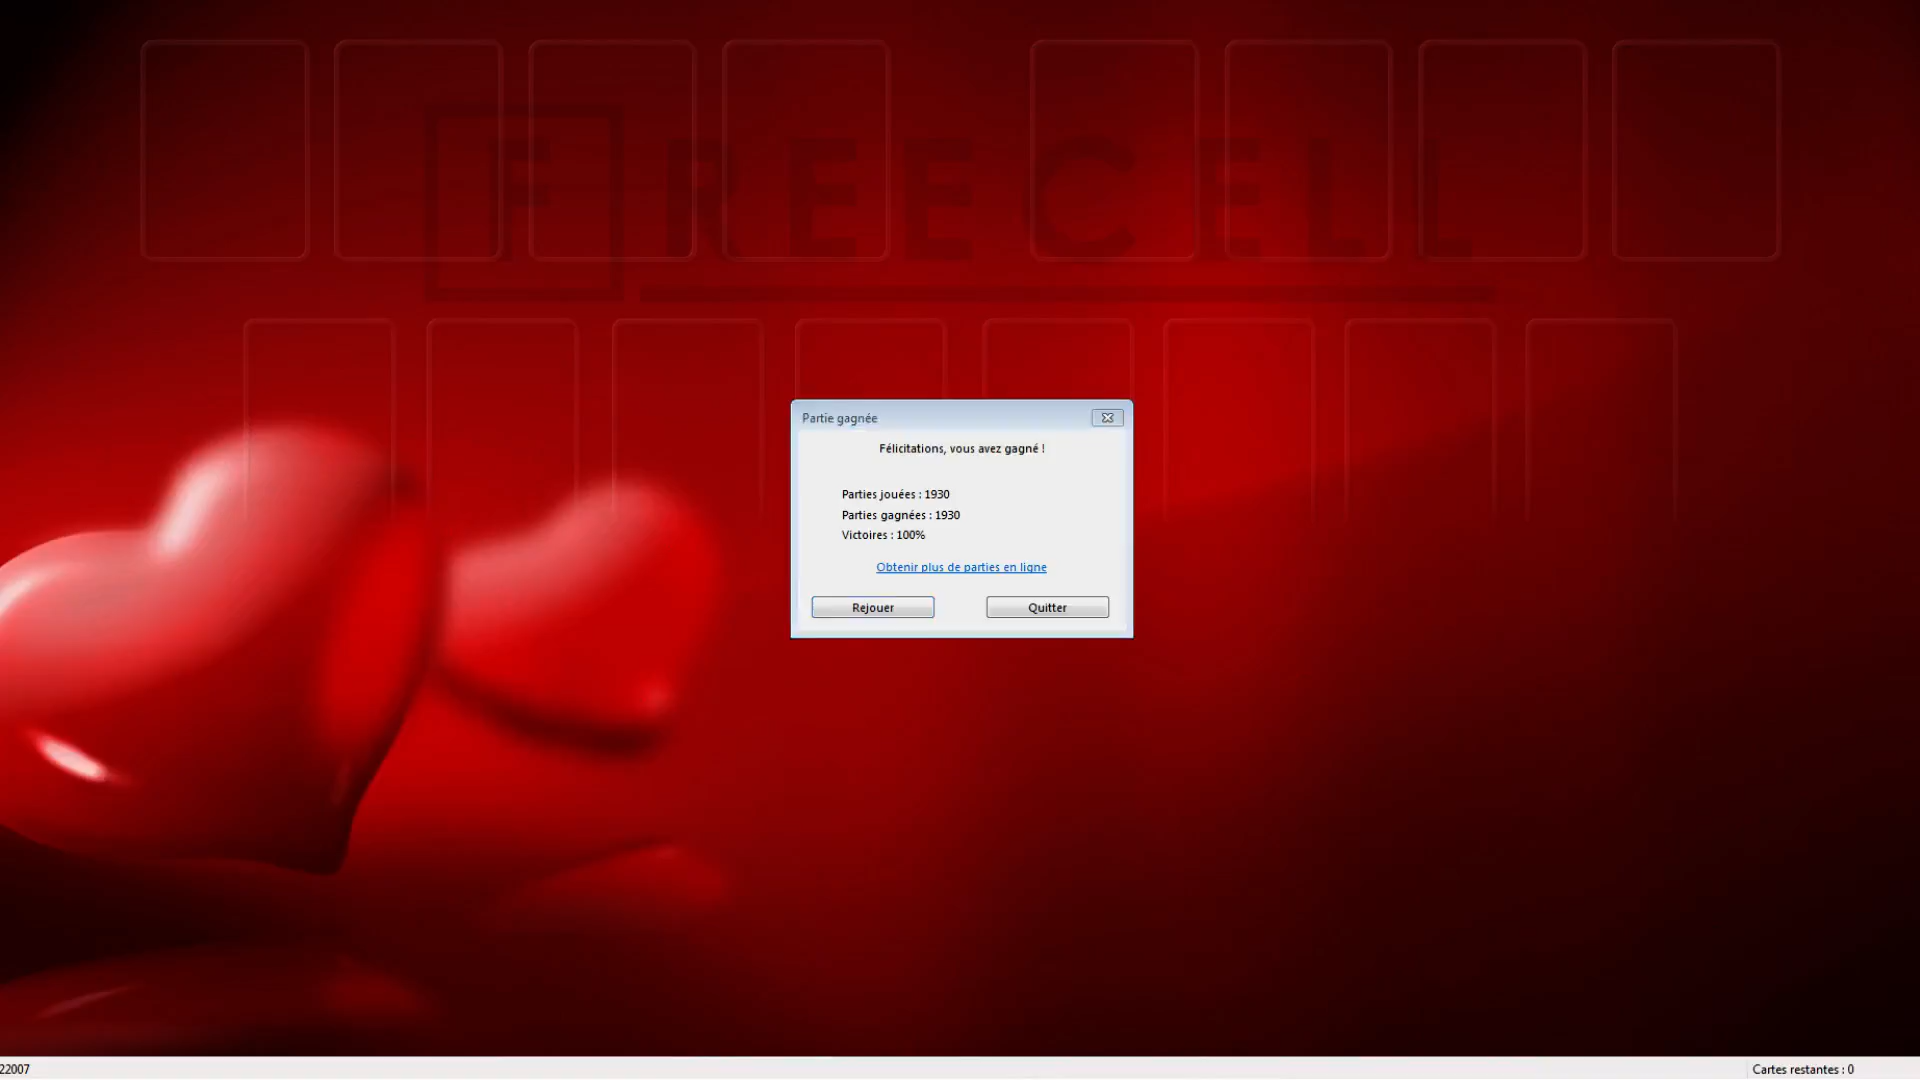 FREECELL
Partie gagnée
Félicitations, vous avez gagné !
Parties jouées : 1930
Parties gagnées : 1930
Victoires : 100%
Obtenir plus de parties en ligne
Rejouer
Quitter
22007
Cartes restantes : 0